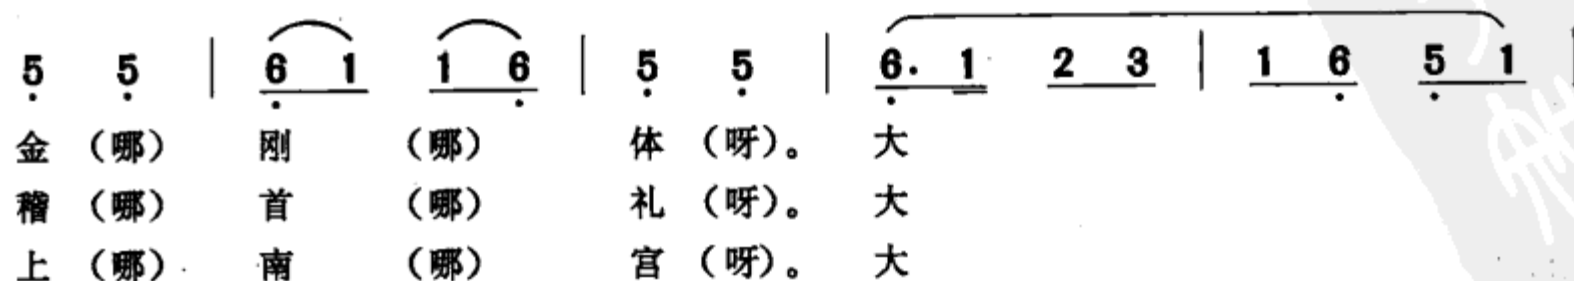 5 5 | 6 1 1 6 | 5 5 | 6. 1 2 3 | 1 6 5 1
金 (哪) 刚 (哪) 体 (呀)。 大
稽 (哪) 首 (哪) 礼 (呀)。 大
上 (哪) 南 (哪) 宫 (呀)。 大